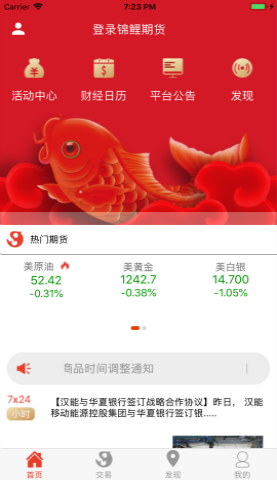 Carrier 7:23 PM
登录锦鲤期货
活动中心 财经日历 平台公告 发现
热门期货
美原油 美黄金 美白银
52.42 1242.7 14.700
-0.31% -0.38% -1.05%
商品时间调整通知
7x24 【汉能与华夏银行签订战略合作协议】昨日，汉能
小时 移动能源控股集团与华夏银行签订银.....
首页 交易 发现 我的